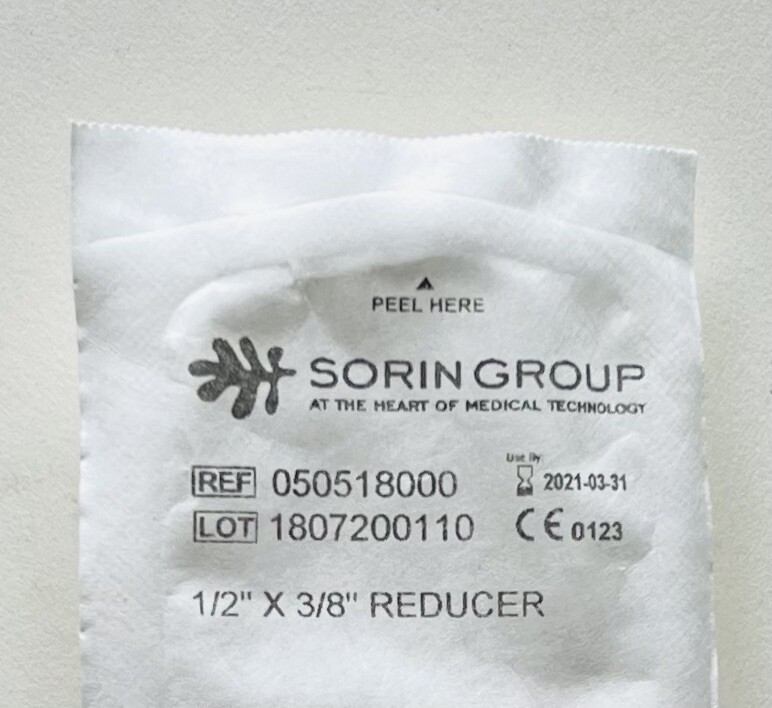 PEEL HERE
SORIN GROUP
AT THE HEART OF MEDICAL TECHNOLOGY
Use By
REF 050518000 2021-03-31
LOT 1807200110 CE 0123
1/2" X 3/8" REDUCER